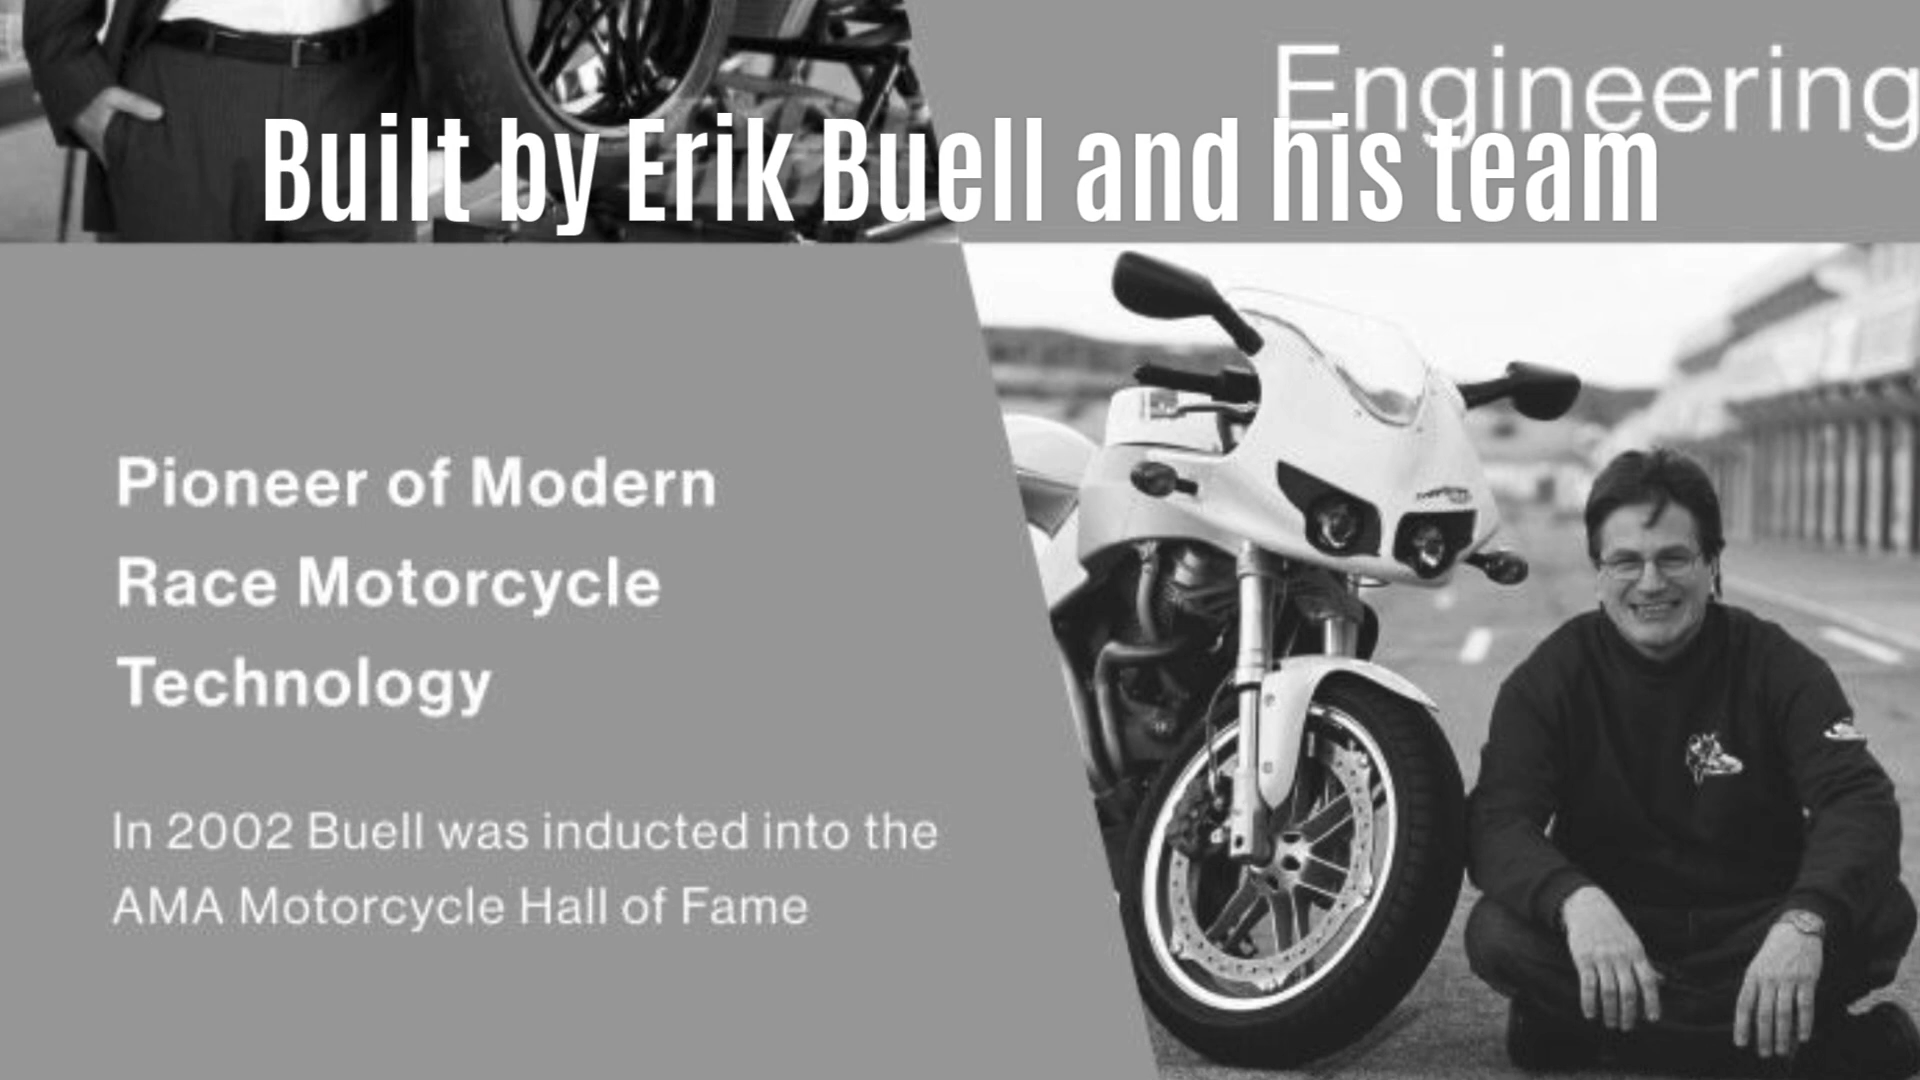 Engineering
Built by Erik Buell and his team
Pioneer of Modern
Race Motorcycle
Technology
In 2002 Buell was inducted into the
AMA Motorcycle Hall of Fame